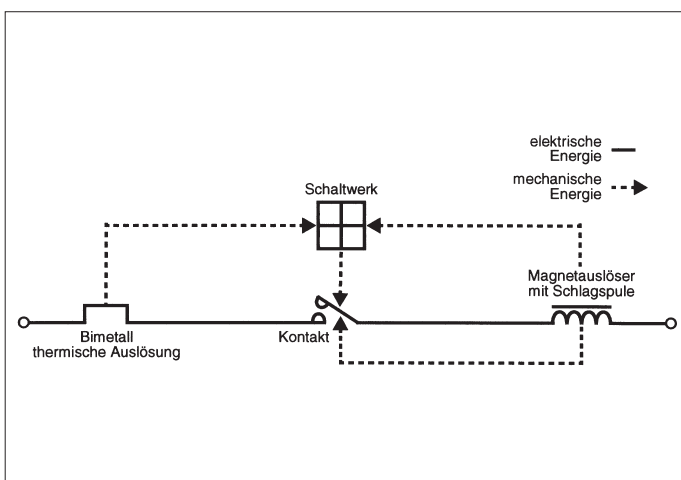 elektrische
Energie
mechanische
Energie
Schaltwerk
Magnetauslöser
mit Schlagspule
Bimetall
thermische Auslösung
Kontakt